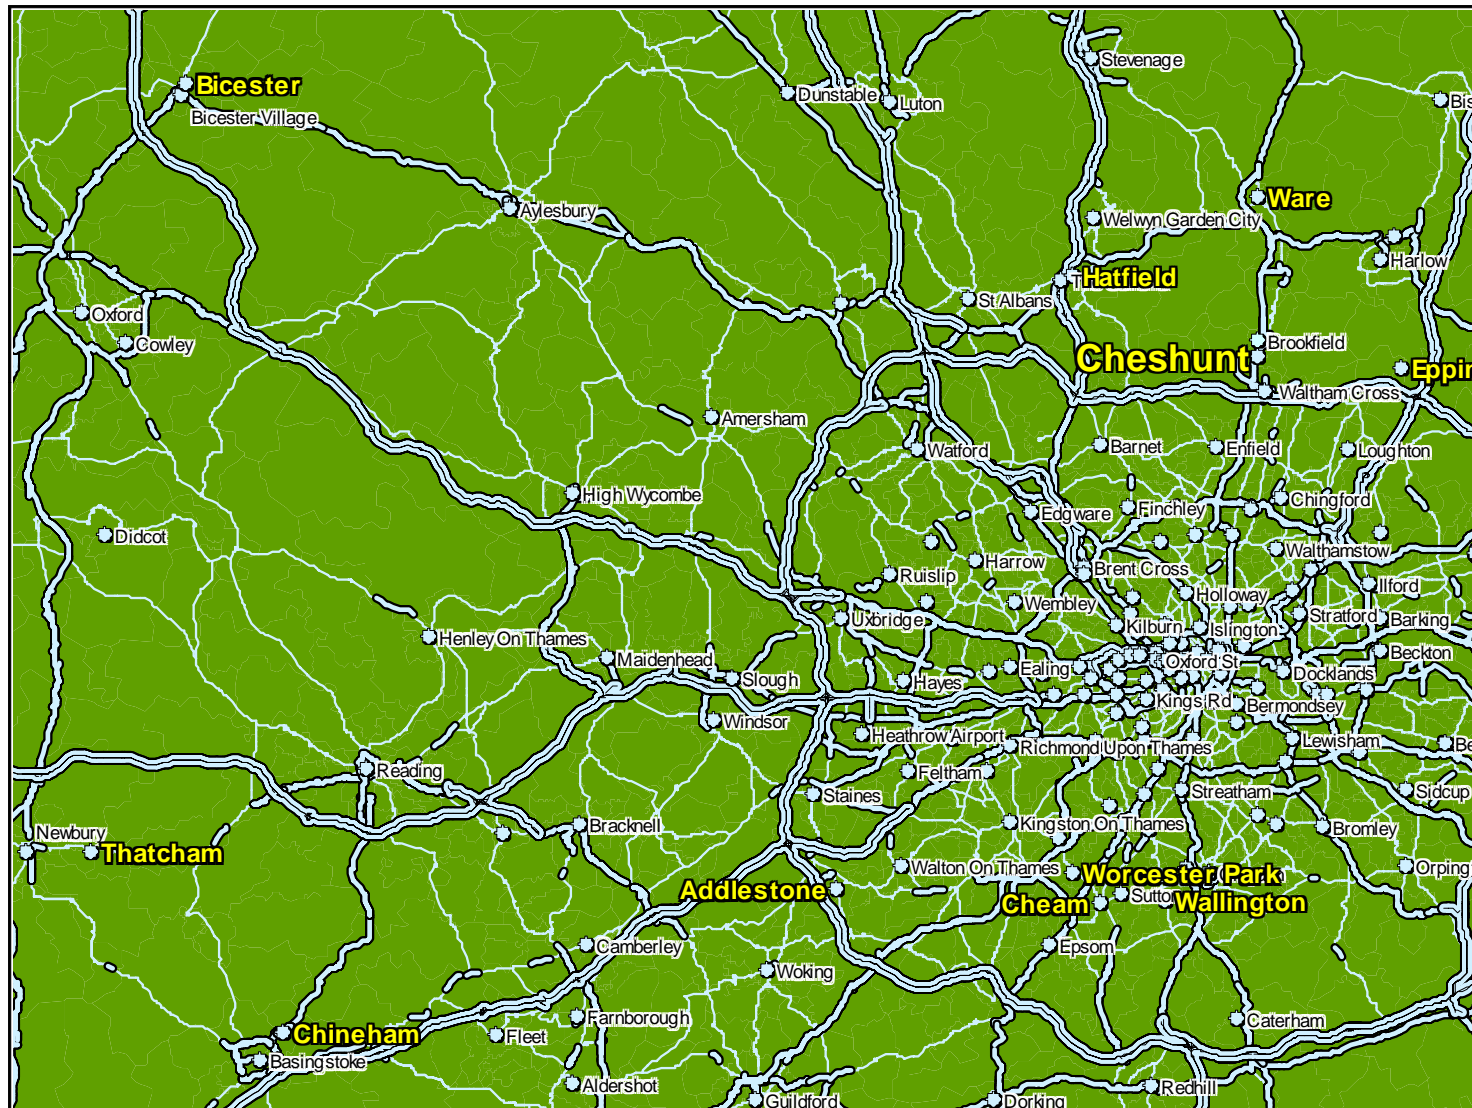 Stevenage
Bicester
Dunstable
Luton
Bis
Bicester Village
Ware
Aylesbury
Welwyn Garden City
Harlow
Hatfield
St Albans
Oxford
Cowley
Brookfield
Cheshunt
Eppin
Waltham Cross
Amersham
Watford
Barnet
Enfield
Loughton
High Wycombe
Chingford
Edgware
Finchley
Didcot
Walthamstow
Harrow
Brent Cross
Ruislip
Ilford
Holloway
Wembley
Stratford
Uxbridge
Barking
Kilburn
Islington
Henley On Thames
Beckton
Maidenhead
Oxford St
Ealing
Docklands
Slough
Hayes
Kings Rd
Bermondsey
Windsor
Heathrow Airport
Lewisham
Be
Richmond Upon Thames
Reading
Feltham
Sidcup
Streatham
Staines
Kingston On Thames
Bracknell
Bromley
Newbury
Thatcham
Walton On Thames
Orping
Worcester Park
Addlestone
Sutton
Cheam
Wallington
Camberley
Epsom
Woking
Farnborough
Caterham
Chineham
Fleet
Basingstoke
Aldershot
Redhill
Guildford
Dorking